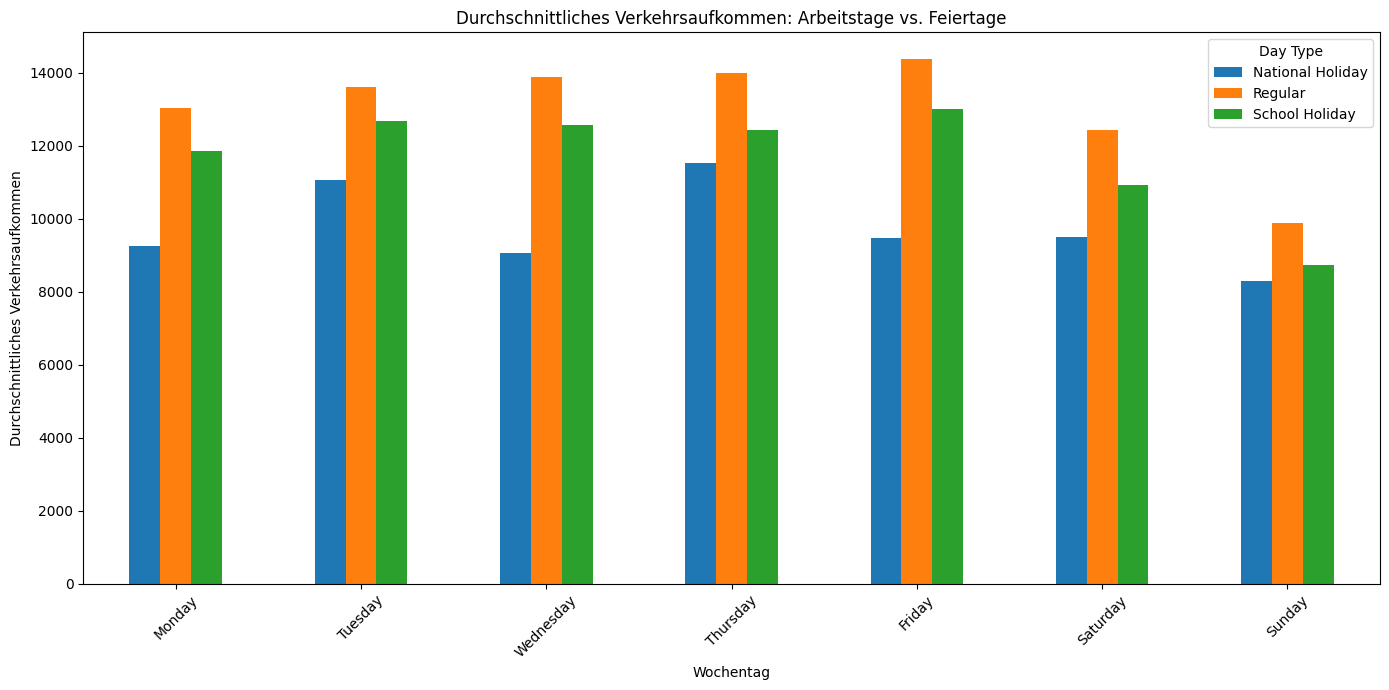 Durchschnittliches Verkehrsaufkommen: Arbeitstage vs. Feiertage
Day Type
National Holiday
Regular
School Holiday
Durchschnittliches Verkehrsaufkommen
14000
12000
10000
8000
6000
4000
2000
0
Monday
Tuesday
Wednesday
Thursday
Friday
Saturday
Sunday
Wochentag